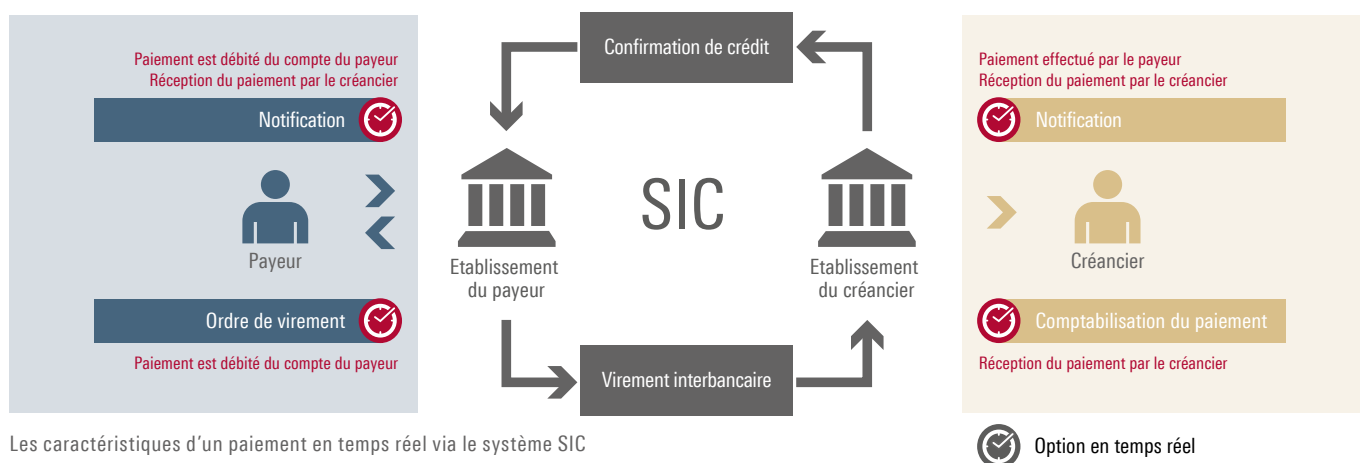 Paiement est débité du compte du payeur
Réception du paiement par le créancier
Notification
Payeur
Ordre de virement
Paiement est débité du compte du payeur
Confirmation de crédit
SIC
Etablissement
du payeur
Etablissement
du créancier
Virement interbancaire
Paiement effectué par le payeur
Réception du paiement par le créancier
Notification
Créancier
Comptabilisation du paiement
Réception du paiement par le créancier
Les caractéristiques d'un paiement en temps réel via le système SIC
Option en temps réel